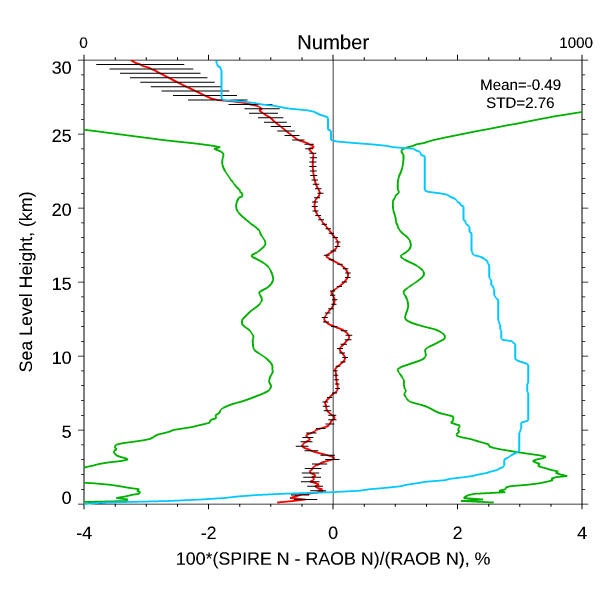 0 Number 1000
Mean=-0.49
STD=2.76
30
25
20
15
10
5
0
Sea Level Height, (km)
-4 -2 0 2 4
100*(SPIRE N - RAOB N)/(RAOB N), %